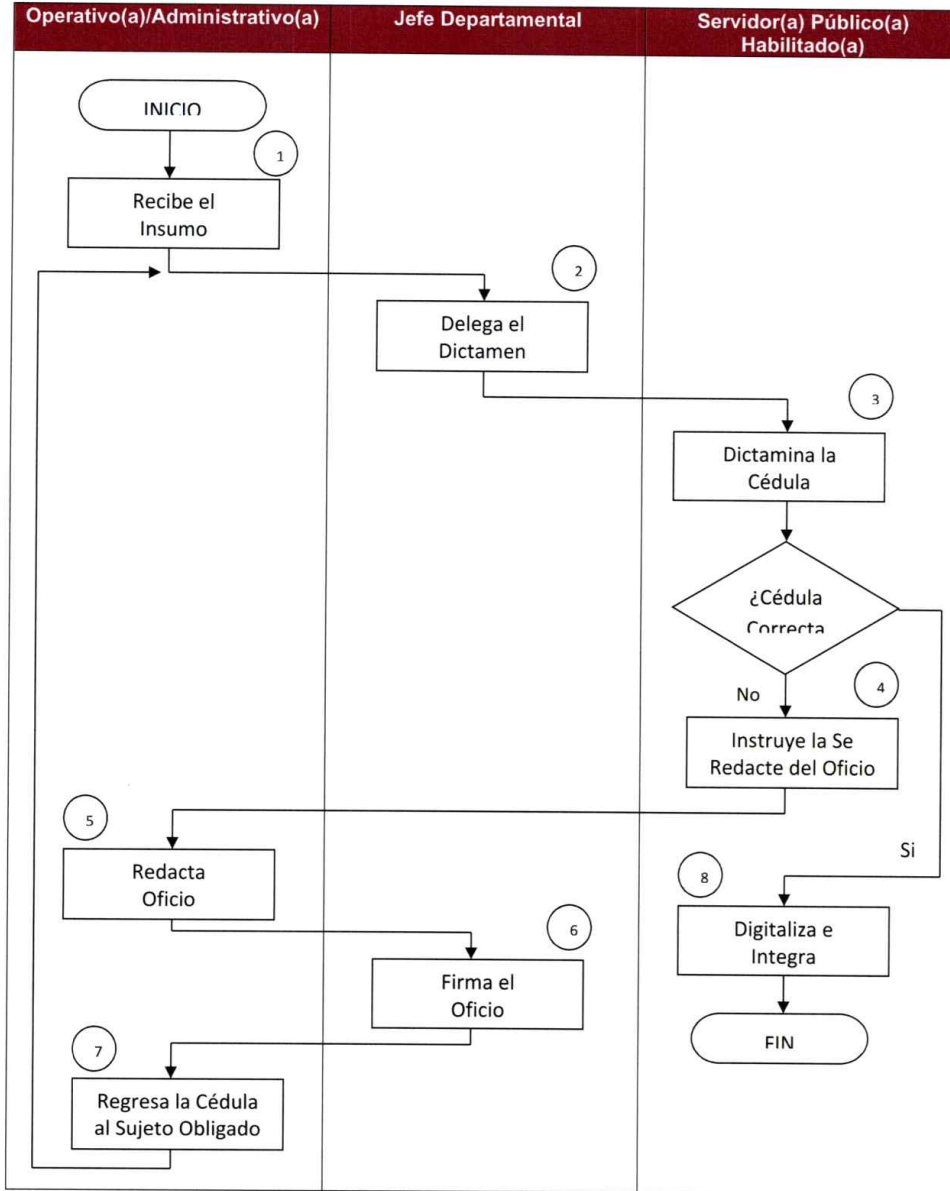 Operativo(a)/Administrativo(a)
Jefe Departamental
Servidor(a) Público(a)
Habilitado(a)
INICIO
1
Recibe el
Insumo
2
Delega el
Dictamen
3
Dictamina la
Cédula
¿Cédula
Correcta
No
4
Instruye la Se
Redacte del Oficio
5
Redacta
Oficio
Si
8
Digitaliza e
Integra
6
Firma el
Oficio
FIN
7
Regresa la Cédula
al Sujeto Obligado